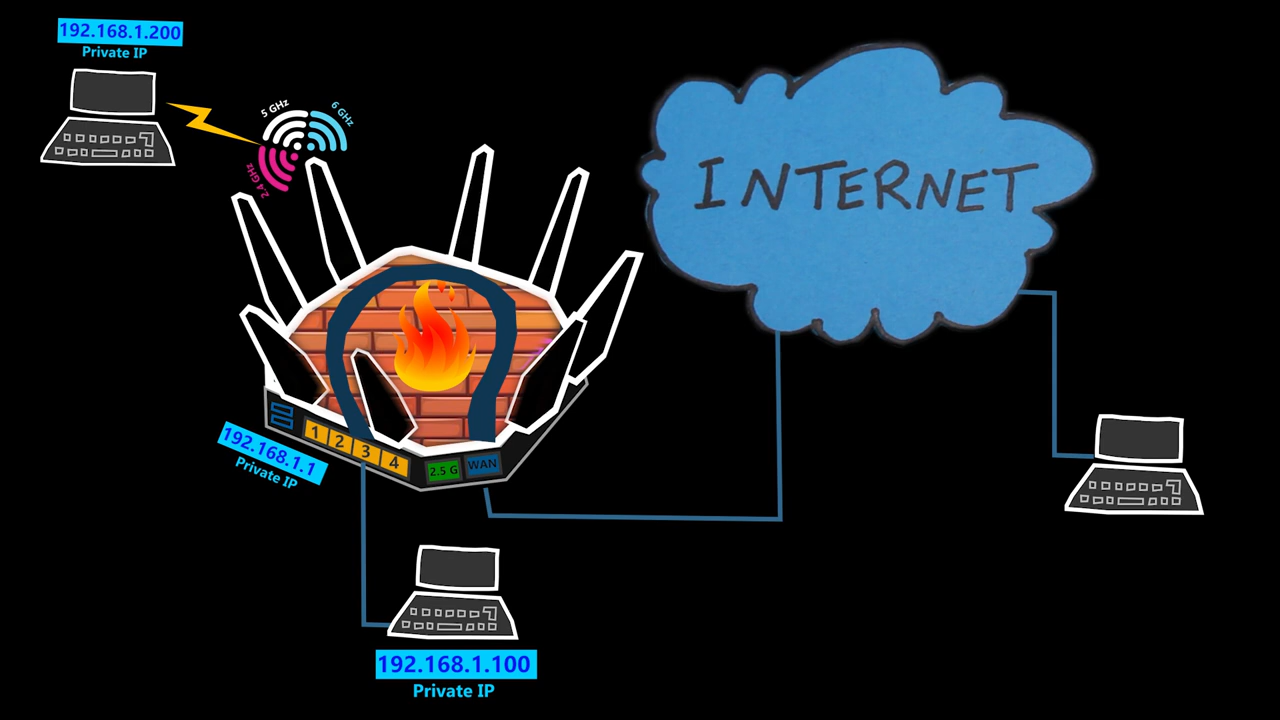 192.168.1.200
Private IP
5 GHz
6 GHz
2.4 GHz
INTERNET
192.168.1.1
Private IP
1 2 3 4
2.5 G
WAN
192.168.1.100
Private IP